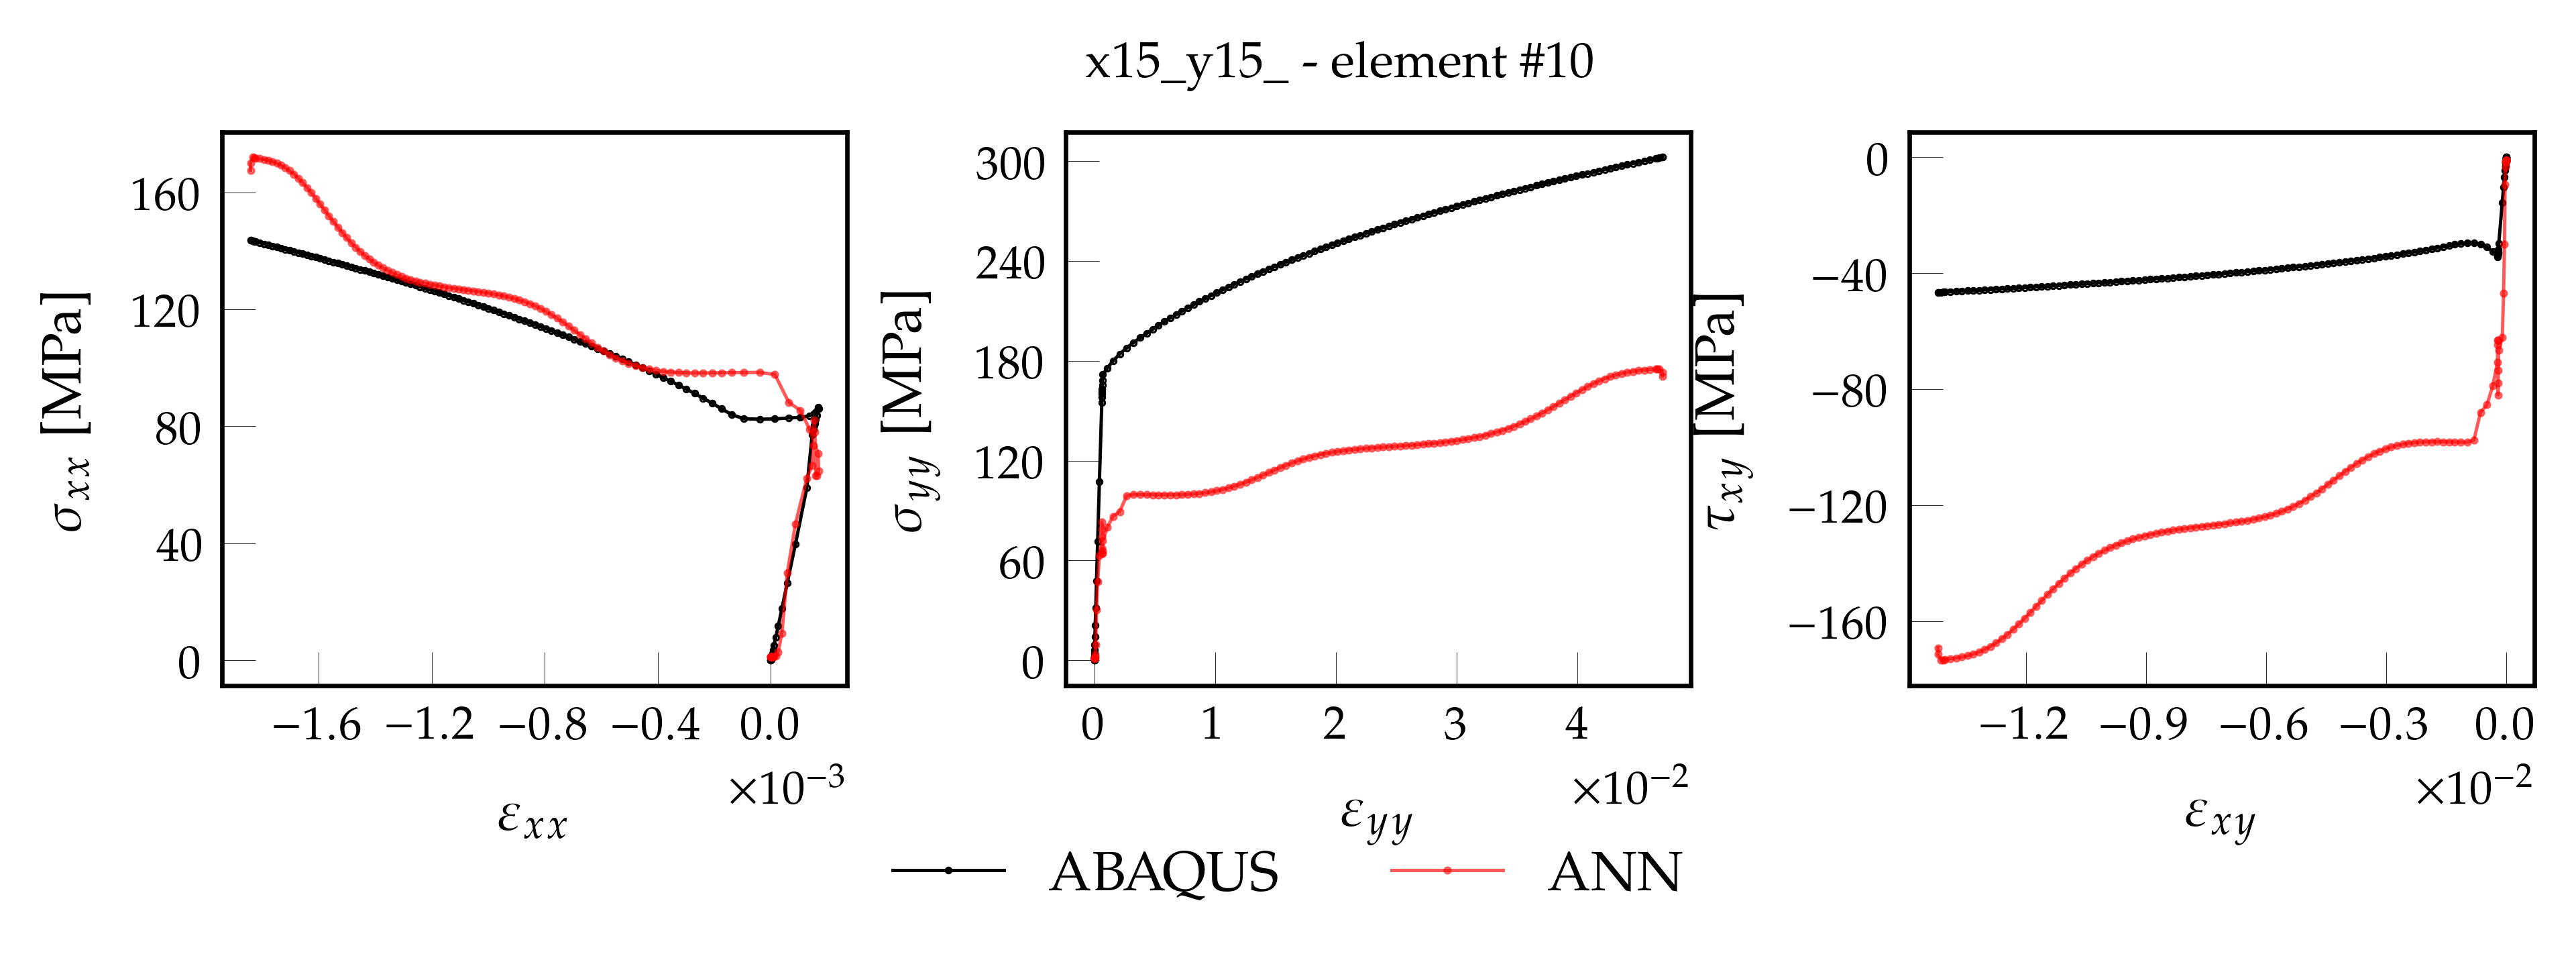 x15_y15_ - element #10
σxx [MPa]
160
120
80
40
0
−1.6 −1.2 −0.8 −0.4 0.0
×10⁻³
εxx
σyy [MPa]
300
240
180
120
60
0
0 1 2 3 4
×10⁻²
εyy
τxy [MPa]
0
−40
−80
−120
−160
−1.2 −0.9 −0.6 −0.3 0.0
×10⁻²
εxy
ABAQUS ANN